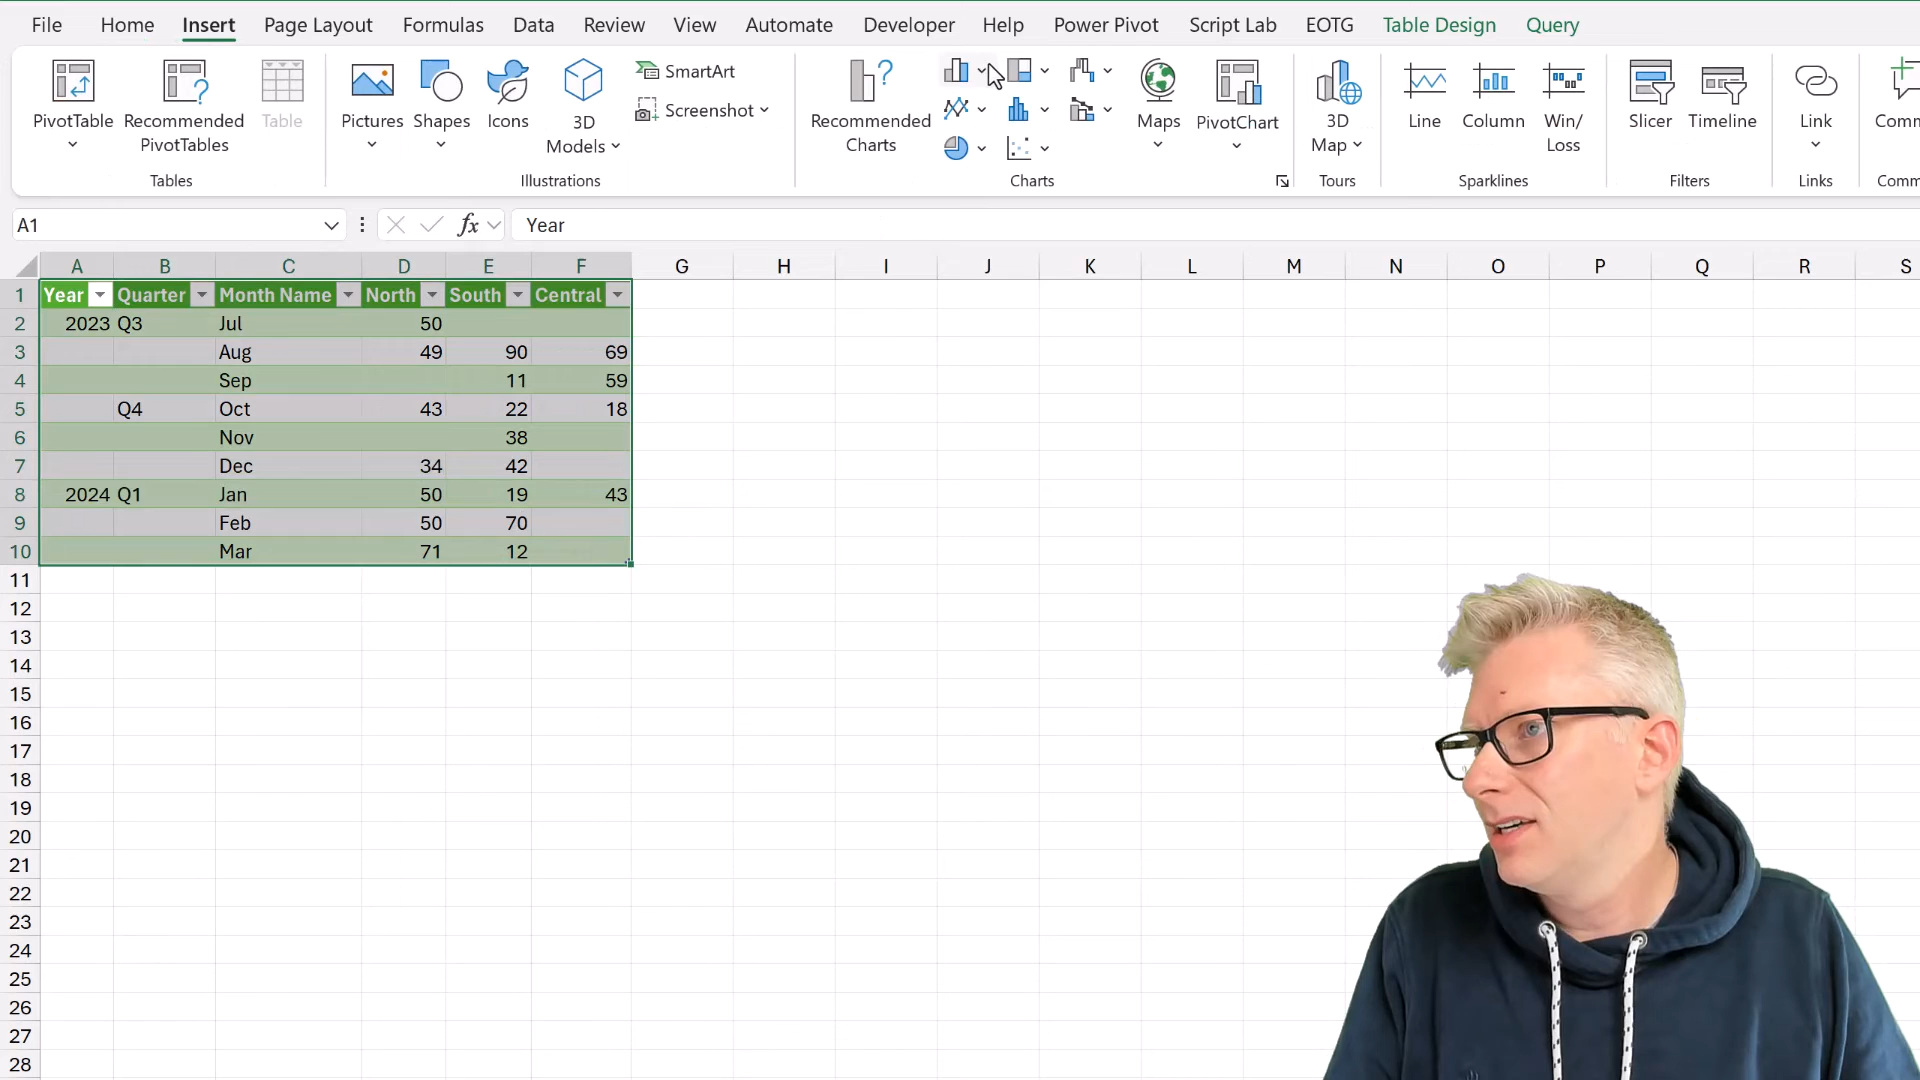 File Home Insert Page Layout Formulas Data Review View Automate Developer Help Power Pivot Script Lab EOTG Table Design Query
PivotTable
Recommended PivotTables
Table
Tables
Pictures
Shapes
Icons
3D Models
SmartArt
Screenshot
Illustrations
Recommended Charts
Maps
PivotChart
Charts
3D Map
Tours
Line
Column
Win/ Loss
Sparklines
Slicer
Timeline
Filters
Link
Links
Comm
Comm
A1 fx Year
A B C D E F G H I J K L M N O P Q R S
1 Year Quarter Month Name North South Central
2 2023 Q3 Jul 50
3 Aug 49 90 69
4 Sep 11 59
5 Q4 Oct 43 22 18
6 Nov 38
7 Dec 34 42
8 2024 Q1 Jan 50 19 43
9 Feb 50 70
10 Mar 71 12
11
12
13
14
15
16
17
18
19
20
21
22
23
24
25
26
27
28